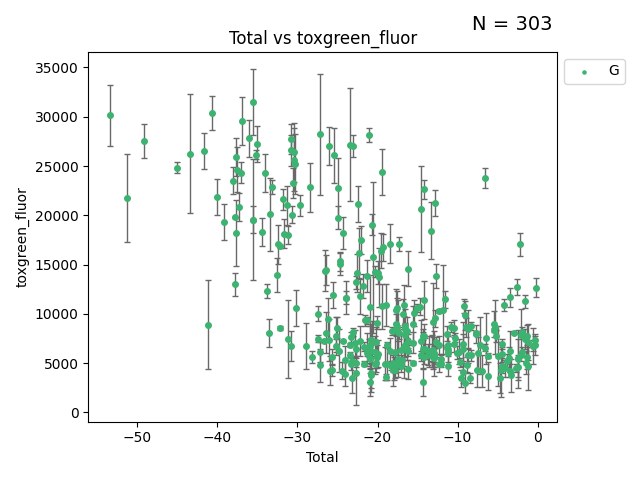 N = 303
Total vs toxgreen_fluor
G
toxgreen_fluor
35000
30000
25000
20000
15000
10000
5000
0
−50 −40 −30 −20 −10 0
Total